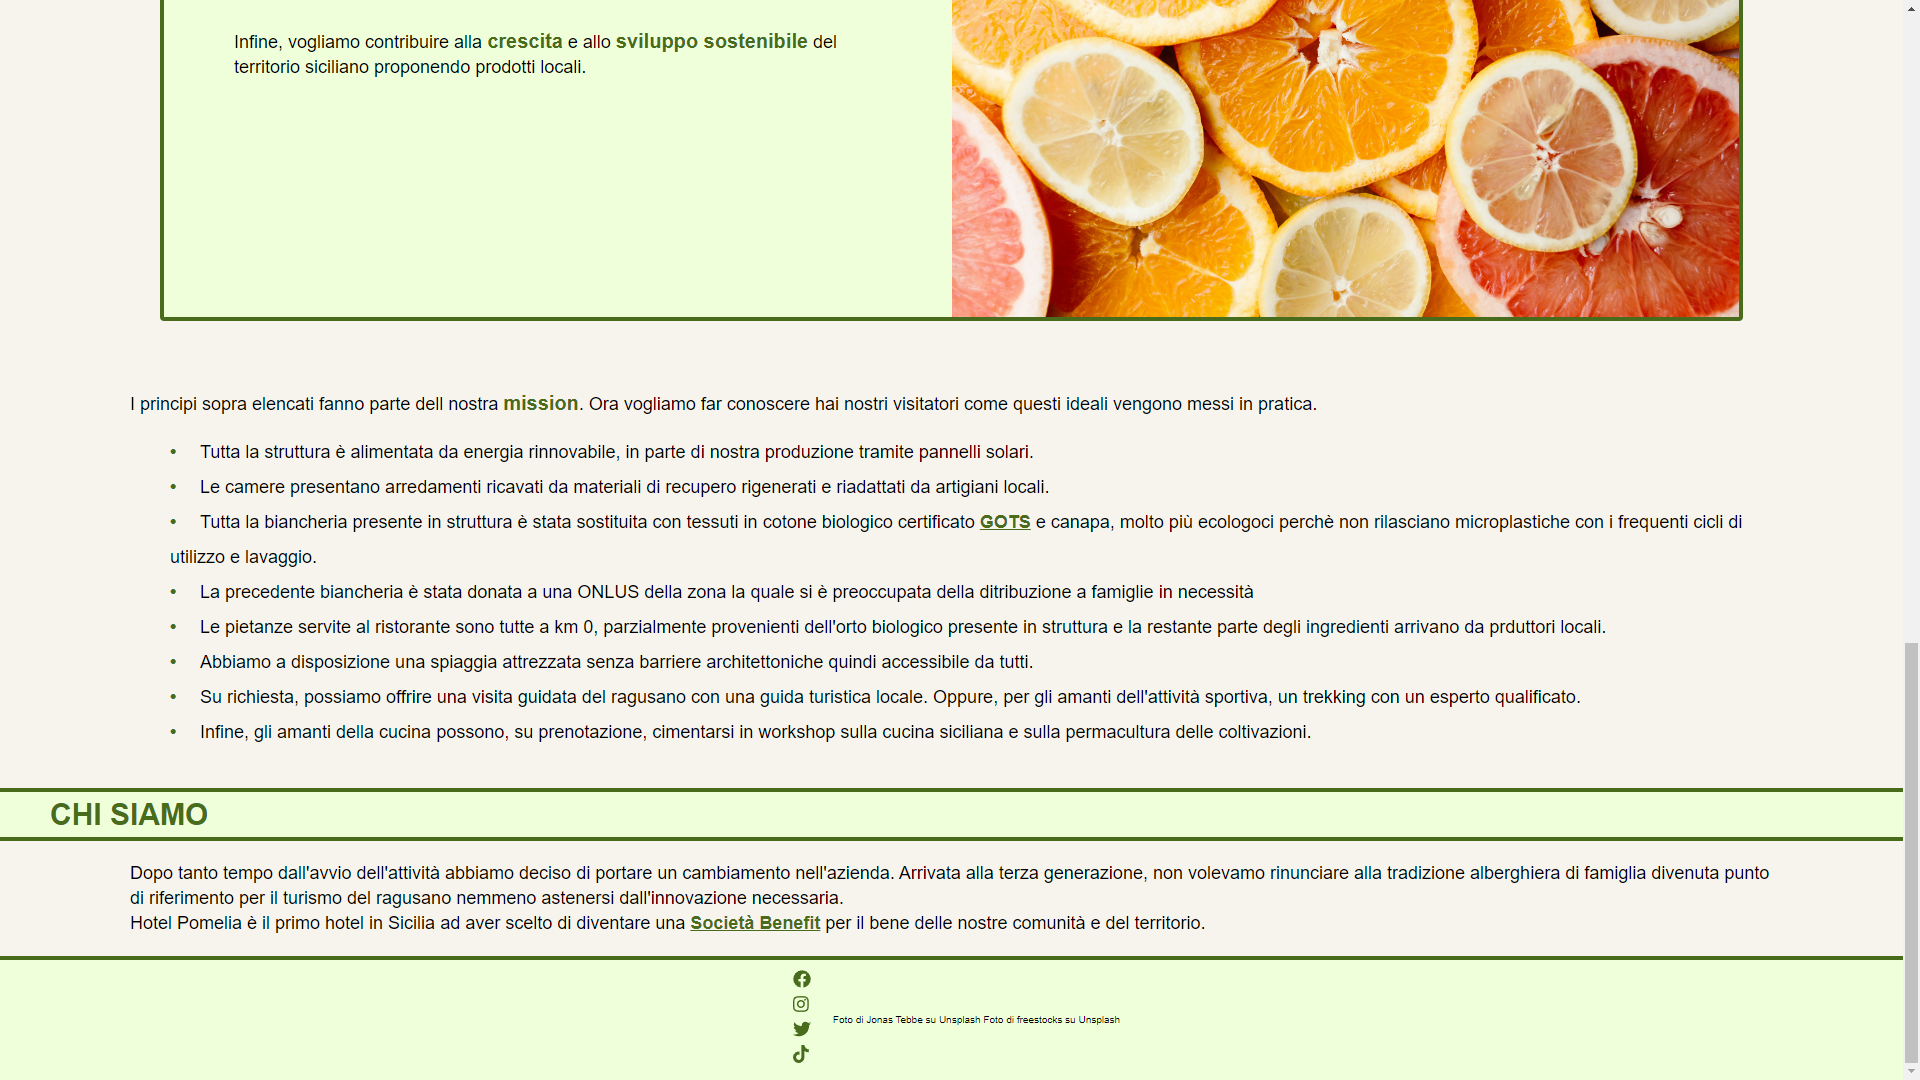 Infine, vogliamo contribuire alla crescita e allo sviluppo sostenibile del
territorio siciliano proponendo prodotti locali.
I principi sopra elencati fanno parte dell nostra mission. Ora vogliamo far conoscere hai nostri visitatori come questi ideali vengono messi in pratica.
• Tutta la struttura è alimentata da energia rinnovabile, in parte di nostra produzione tramite pannelli solari.
• Le camere presentano arredamenti ricavati da materiali di recupero rigenerati e riadattati da artigiani locali.
• Tutta la biancheria presente in struttura è stata sostituita con tessuti in cotone biologico certificato GOTS e canapa, molto più ecologoci perchè non rilasciano microplastiche con i frequenti cicli di
utilizzo e lavaggio.
• La precedente biancheria è stata donata a una ONLUS della zona la quale si è preoccupata della ditribuzione a famiglie in necessità
• Le pietanze servite al ristorante sono tutte a km 0, parzialmente provenienti dell'orto biologico presente in struttura e la restante parte degli ingredienti arrivano da prduttori locali.
• Abbiamo a disposizione una spiaggia attrezzata senza barriere architettoniche quindi accessibile da tutti.
• Su richiesta, possiamo offrire una visita guidata del ragusano con una guida turistica locale. Oppure, per gli amanti dell'attività sportiva, un trekking con un esperto qualificato.
• Infine, gli amanti della cucina possono, su prenotazione, cimentarsi in workshop sulla cucina siciliana e sulla permacultura delle coltivazioni.
CHI SIAMO
Dopo tanto tempo dall'avvio dell'attività abbiamo deciso di portare un cambiamento nell'azienda. Arrivata alla terza generazione, non volevamo rinunciare alla tradizione alberghiera di famiglia divenuta punto
di riferimento per il turismo del ragusano nemmeno astenersi dall'innovazione necessaria.
Hotel Pomelia è il primo hotel in Sicilia ad aver scelto di diventare una Società Benefit per il bene delle nostre comunità e del territorio.
Foto di Jonas Tebbe su Unsplash Foto di freestocks su Unsplash